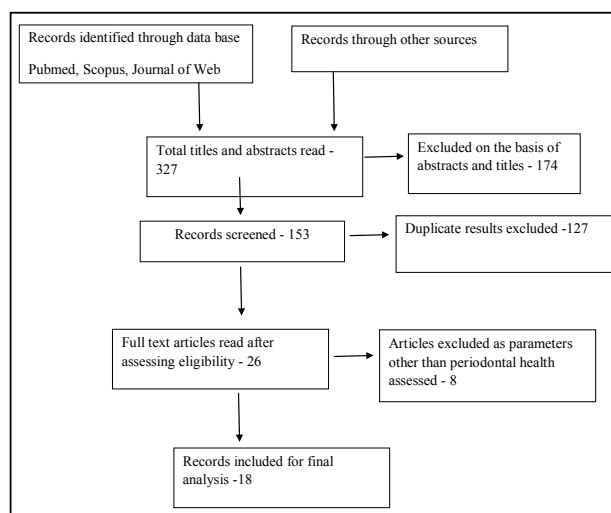 Records identified through data base
Pubmed, Scopus, Journal of Web
Records through other sources
Total titles and abstracts read -
327
Excluded on the basis of
abstracts and titles - 174
Records screened - 153
Duplicate results excluded -127
Full text articles read after
assessing eligibility - 26
Articles excluded as parameters
other than periodontal health
assessed - 8
Records included for final
analysis -18